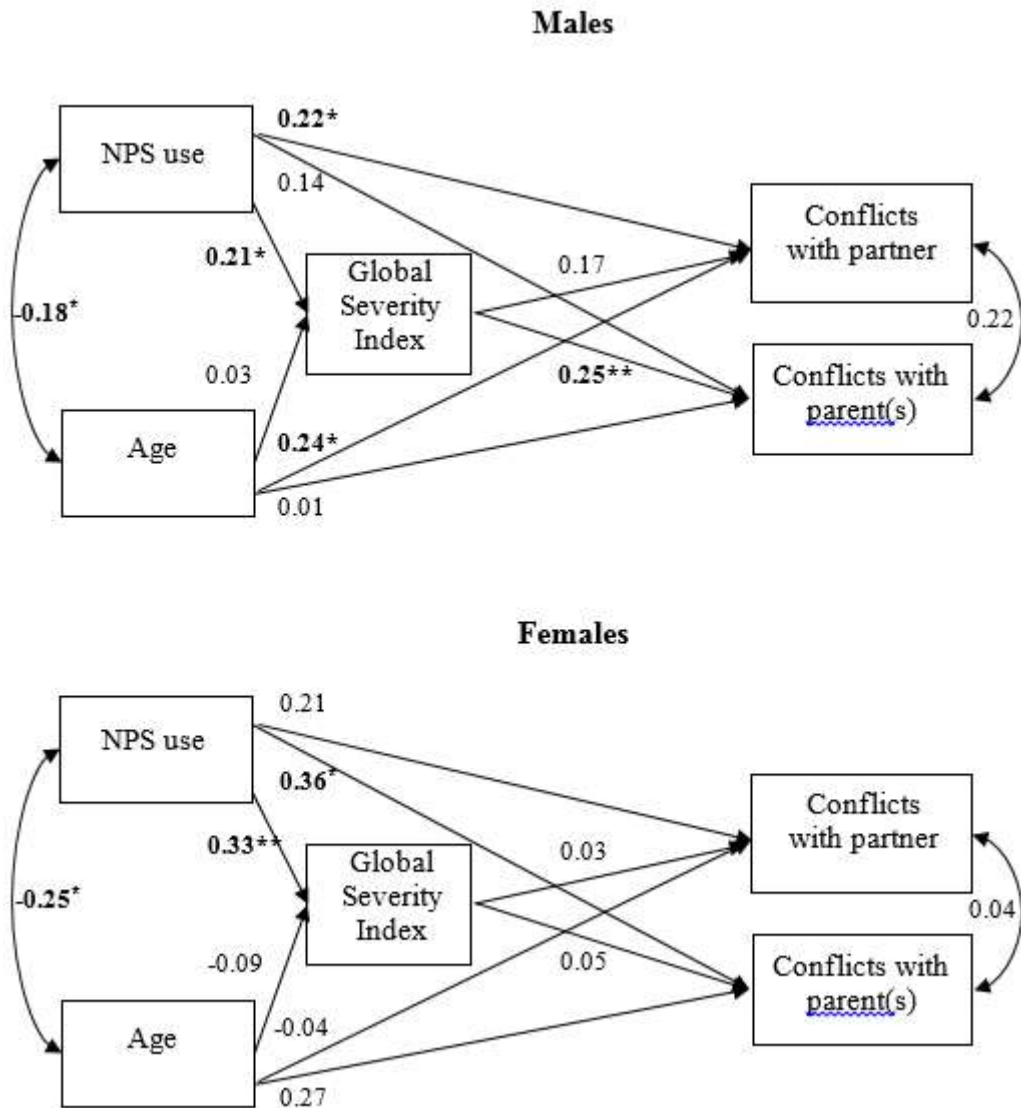 Males
0.22*
NPS use
0.14
Conflicts
with partner
0.21*
Global
Severity
Index
0.17
-0.18*
0.22
0.03
0.25**
Conflicts with
parent(s)
Age
0.24*
0.01
Females
0.21
NPS use
0.36*
Conflicts
with partner
0.33**
Global
Severity
Index
0.03
-0.25*
0.04
-0.09
0.05
Conflicts with
parent(s)
Age
-0.04
0.27